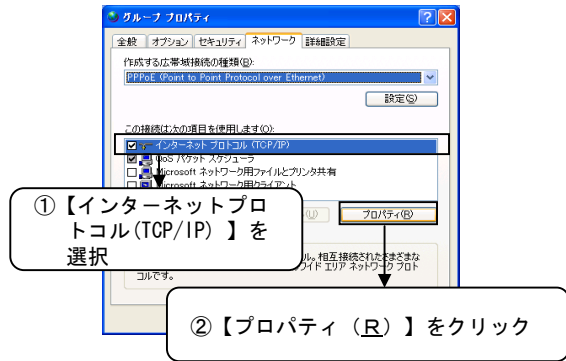 グループ プロパティ
全般 オプション セキュリティ ネットワーク 詳細設定
作成する広帯域接続の種類(B):
PPPoE (Point to Point Protocol over Ethernet)
設定(S)
この接続は次の項目を使用します(O):
インターネット プロトコル (TCP/IP)
QoS パケット スケジューラ
Microsoft ネットワーク用ファイルとプリンタ共有
Microsoft ネットワーク用クライアント
①【インターネットプロ
トコル(TCP/IP) 】を
選択
(U) プロパティ(R)
ル。相互接続されたさまざまな
ワイド エリア ネットワーク プロト
コルです。
②【プロパティ（R）】をクリック